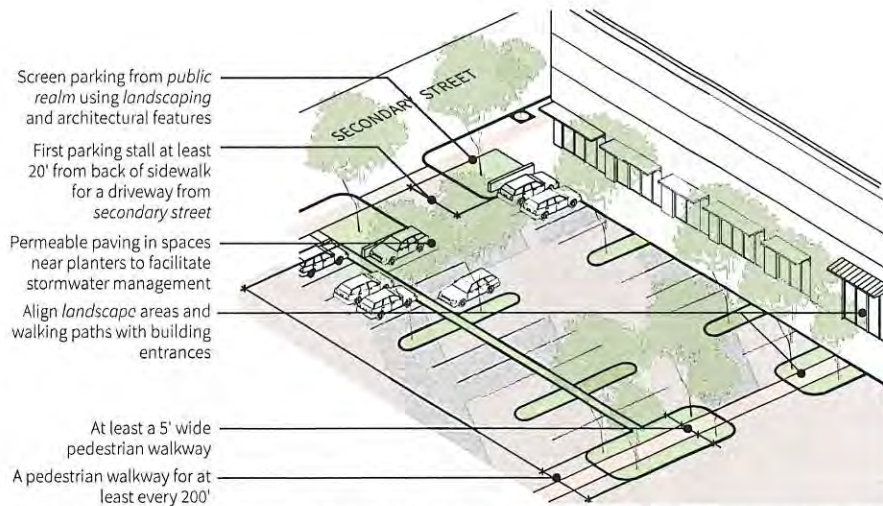 Screen parking from public
realm using landscaping
and architectural features
First parking stall at least
20' from back of sidewalk
for a driveway from
secondary street
Permeable paving in spaces
near planters to facilitate
stormwater management
Align landscape areas and
walking paths with building
entrances
At least a 5' wide
pedestrian walkway
A pedestrian walkway for at
least every 200'
SECONDARY STREET